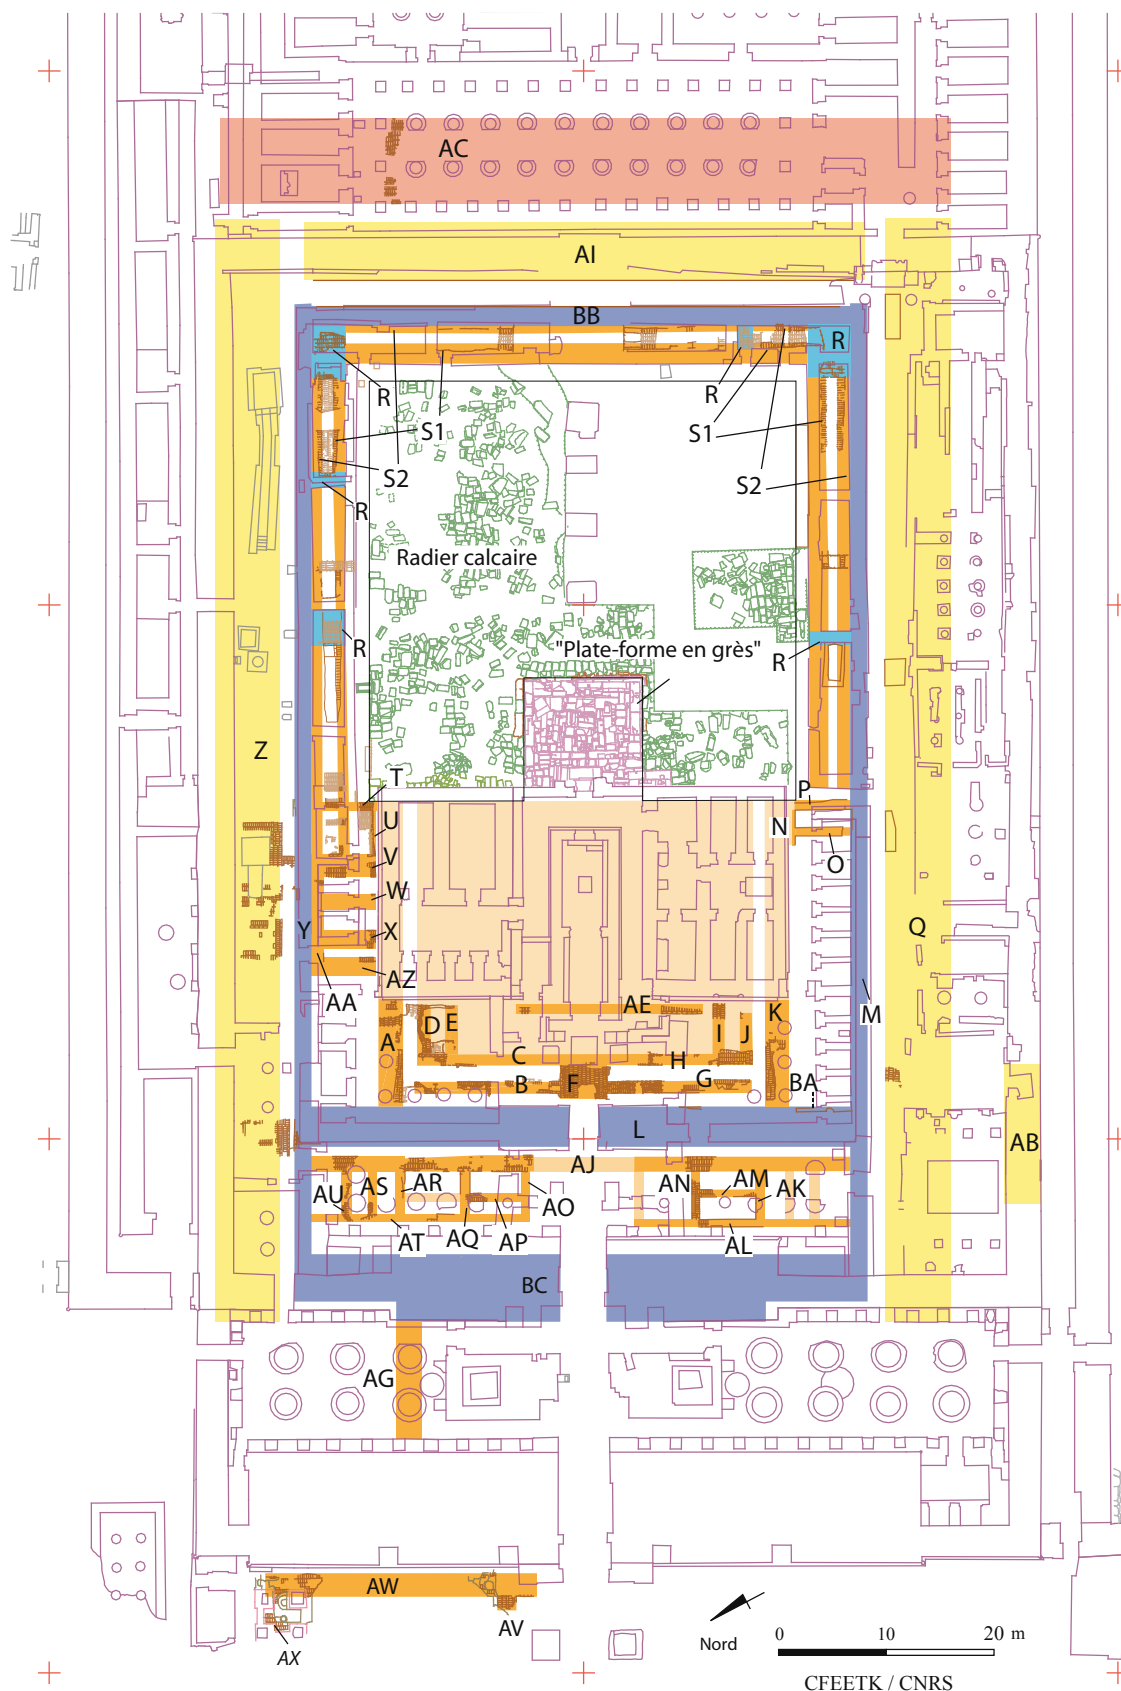 AC
AI
BB
R
R
R
S1
S1
S2
S2
R
Radier calcaire
R
"Plate-forme en grès"
R
Z
T
P
U
N
V
O
W
Y
X
Q
AA
AZ
M
AE
K
D
E
I
J
A
C
H
B
F
G
BA
L
AB
AJ
AU
AS
AR
AO
AN
AM
AK
AT
AQ
AP
AL
BC
AG
AW
AV
AX
Nord
0 10 20 m
CFEETK / CNRS